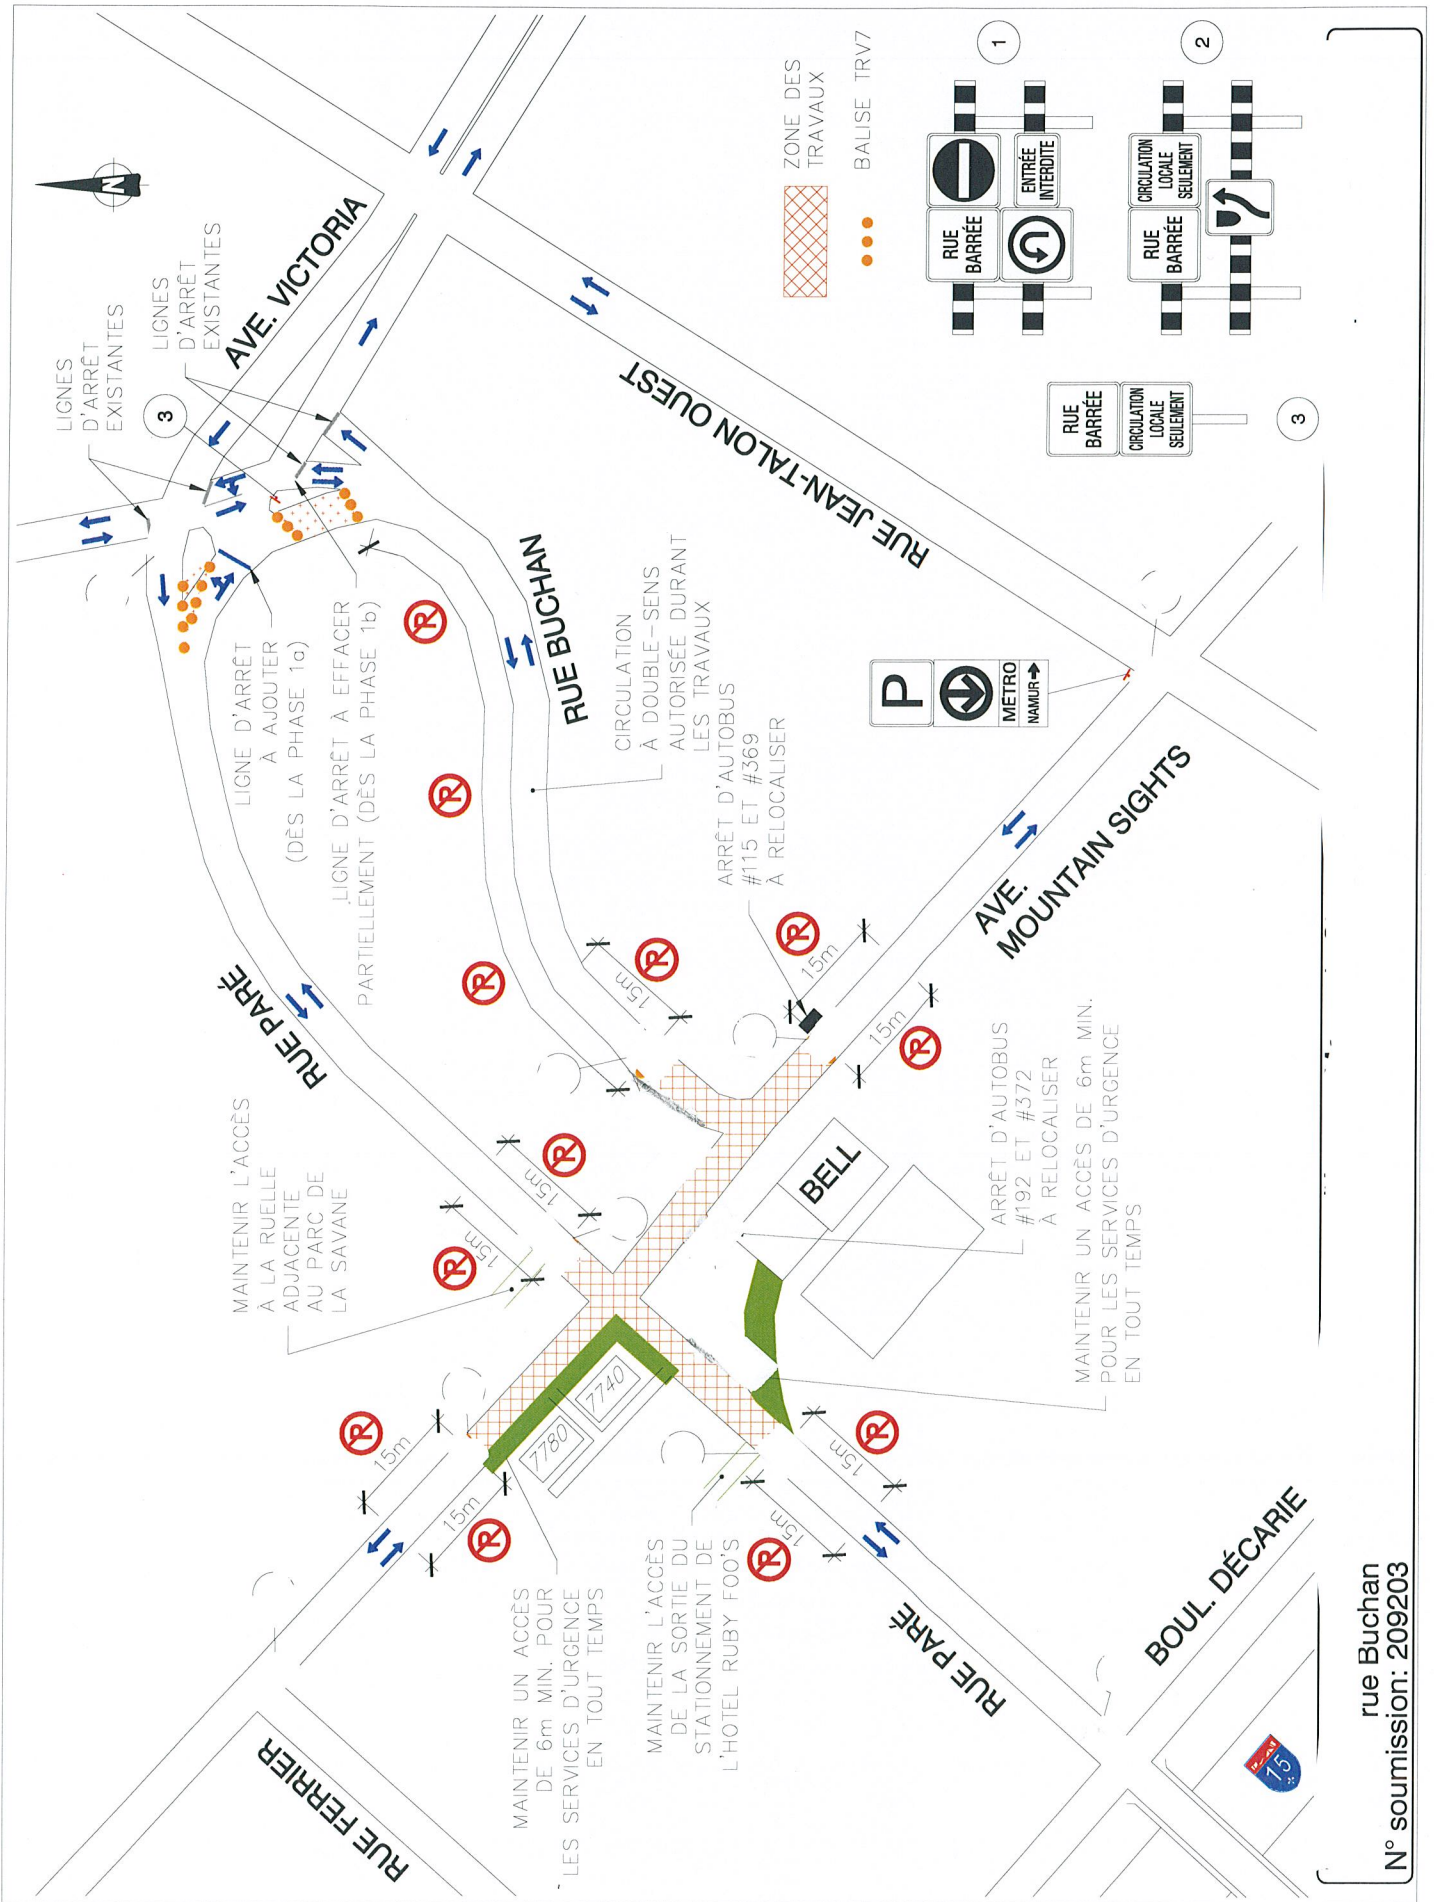 RUE FERRIER
MAINTENIR L'ACCÈS
À LA RUELLE
ADJACENTE
AU PARC DE
LA SAVANE
RUE PARÉ
LIGNES
D'ARRÊT
EXISTANTES
LIGNES
D'ARRÊT
EXISTANTES
3
AVE. VICTORIA
N
LIGNE D'ARRÊT
À AJOUTER
(DÈS LA PHASE 1a)
LIGNE D'ARRÊT À EFFACER
PARTIELLEMENT (DÈS LA PHASE 1b)
RUE BUCHAN
CIRCULATION
À DOUBLE-SENS
AUTORISÉE DURANT
LES TRAVAUX
ARRÊT D'AUTOBUS
#115 ET #369
À RELOCALISER
RUE JEAN-TALON OUEST
P
P
P
P
P
P
P
P
P
P
P
P
15m
15m
15m
15m
15m
15m
15m
15m
15m
7780
7740
BELL
MAINTENIR UN ACCÈS
DE 6m MIN. POUR
LES SERVICES D'URGENCE
EN TOUT TEMPS
MAINTENIR L'ACCÈS
DE LA SORTIE DU
STATIONNEMENT DE
L'HOTEL RUBY FOO'S
RUE PARÉ
ARRÊT D'AUTOBUS
#192 ET #372
À RELOCALISER
MAINTENIR UN ACCÈS DE 6m MIN.
POUR LES SERVICES D'URGENCE
EN TOUT TEMPS
AVE.
MOUNTAIN SIGHTS
P
MÉTRO
NAMUR
BOUL. DÉCARIE
15
ZONE DES
TRAVAUX
BALISE TRV7
RUE
BARRÉE
ENTRÉE
INTERDITE
1
RUE
BARRÉE
CIRCULATION
LOCALE
SEULEMENT
2
RUE
BARRÉE
CIRCULATION
LOCALE
SEULEMENT
3
rue Buchan
N° soumission: 209203